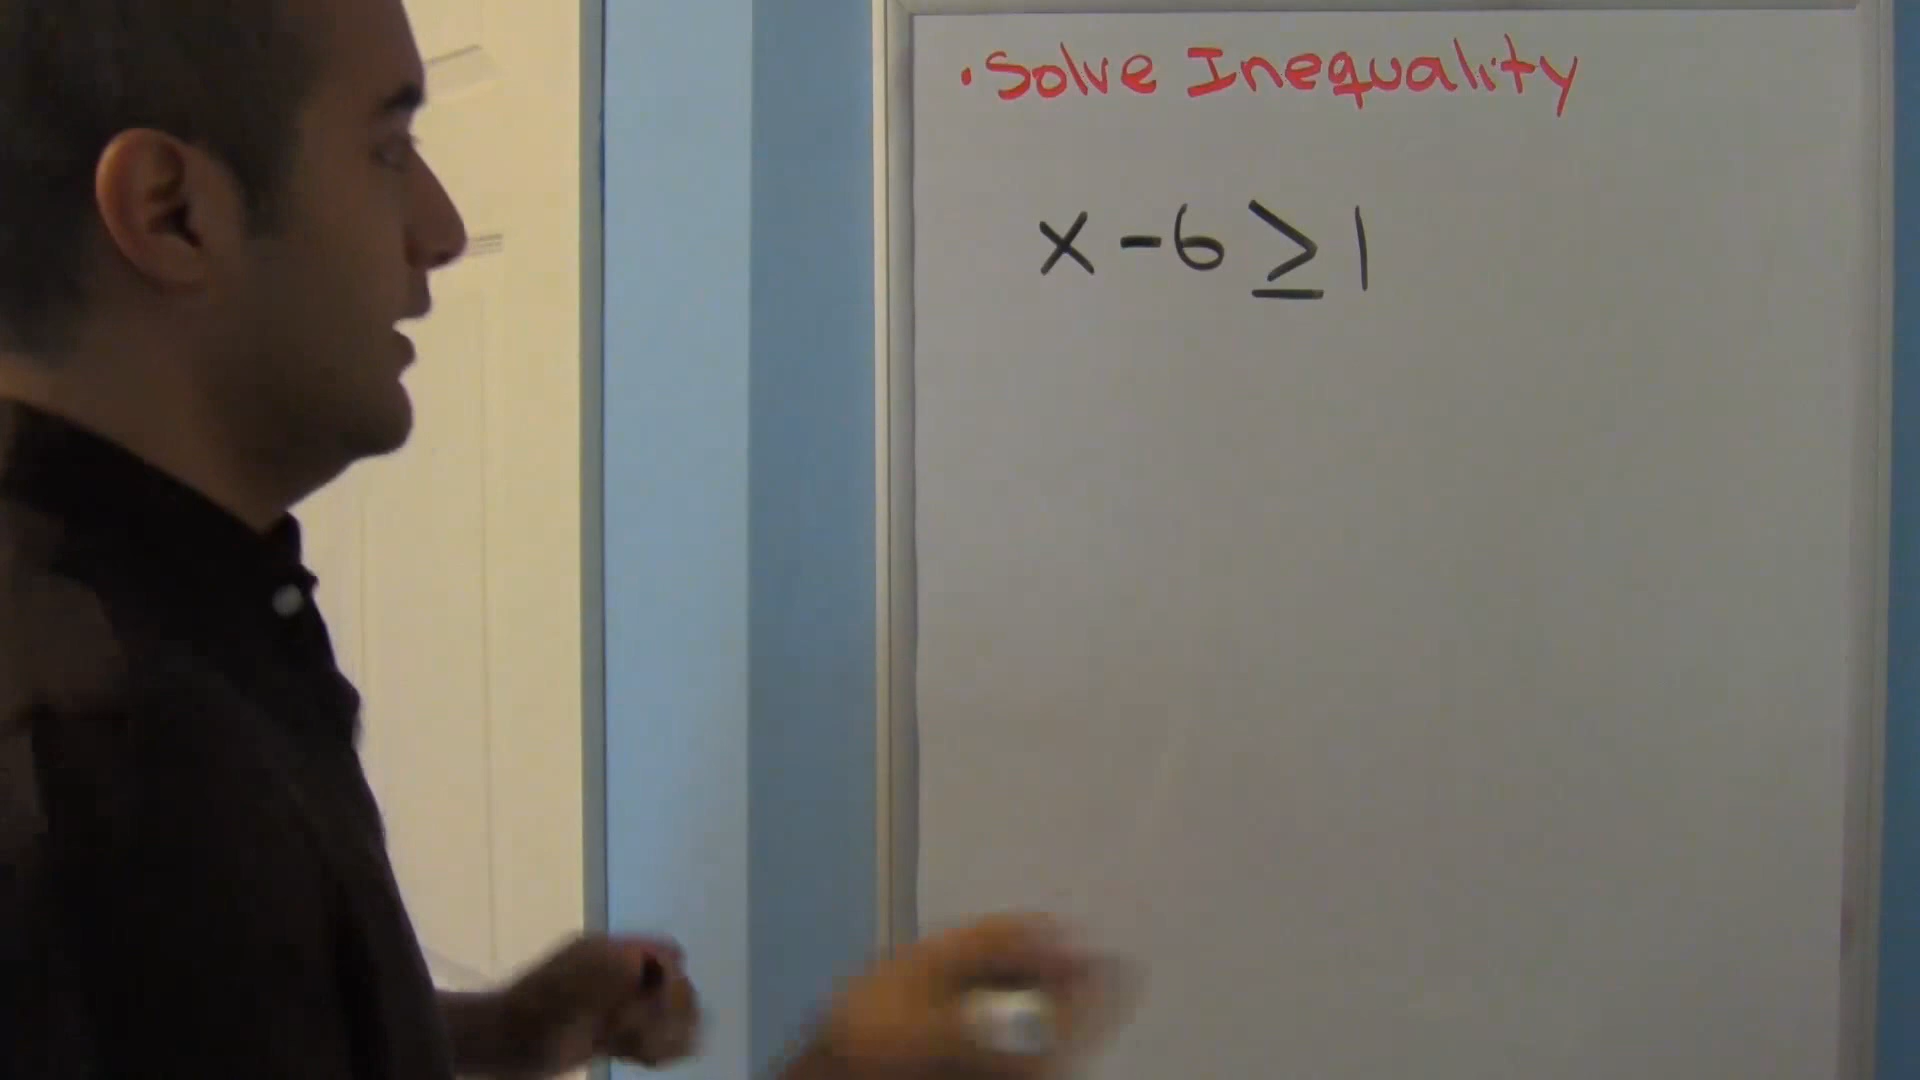 • Solve Inequality
x - 6 ≥ 1